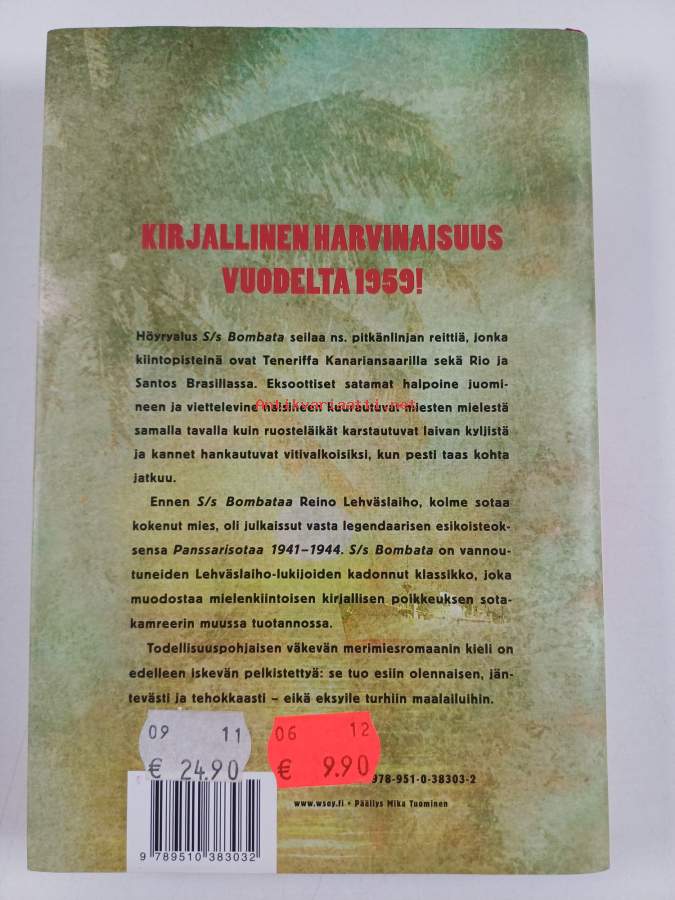 KIRJALLINEN HARVINAISUUS
VUODELTA 1959!
Höyryalus S/s Bombata seilaa ns. pitkänlinjan reittiä, jonka
kiintopisteinä ovat Teneriffa Kanariansaarilla sekä Rio ja
Santos Brasiliassa. Eksoottiset satamat halpoine juomi-
neen ja viettelevine naisineen kuurautuvat miesten mielestä
Antikvariaatti.net
samalla tavalla kuin ruosteläikät karstautuvat laivan kyljistä
ja kannet hankautuvat vitivalkoisiksi, kun pesti taas kohta
jatkuu.
Ennen S/s Bombataa Reino Lehväslaiho, kolme sotaa
kokenut mies, oli julkaissut vasta legendaarisen esikoisteok-
sensa Panssarisotaa 1941–1944. S/s Bombata on vannou-
tuneiden Lehväslaiho-lukijoiden kadonnut klassikko, joka
muodostaa mielenkiintoisen kirjallisen poikkeuksen sota-
kamreerin muussa tuotannossa.
Todellisuuspohjaisen väkevän merimiesromaanin kieli on
edelleen iskevän pelkistettyä: se tuo esiin olennaisen, jän-
tevästi ja tehokkaasti – eikä eksyile turhiin maalailuihin.
09 11
€ 24.90
06 12
€ 9.90
978-951-0-38303-2
www.wsoy.fi • Päällys Mika Tuominen
9 789510 383032